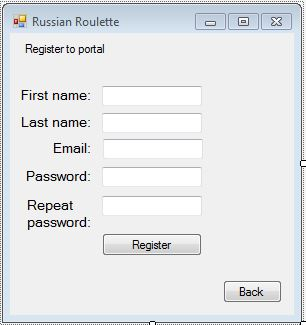 Russian Roulette
Register to portal
First name:
Last name:
Email:
Password:
Repeat
password:
Register
Back